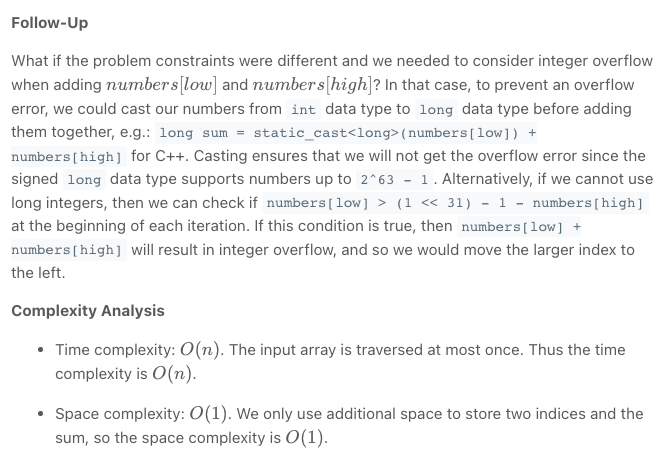 Follow-Up
What if the problem constraints were different and we needed to consider integer overflow
when adding numbers[low] and numbers[high]? In that case, to prevent an overflow
error, we could cast our numbers from int data type to long data type before adding
them together, e.g.: long sum = static_cast<long>(numbers[low]) +
numbers[high] for C++. Casting ensures that we will not get the overflow error since the
signed long data type supports numbers up to 2^63 - 1. Alternatively, if we cannot use
long integers, then we can check if numbers[low] > (1 << 31) - 1 - numbers[high]
at the beginning of each iteration. If this condition is true, then numbers[low] +
numbers[high] will result in integer overflow, and so we would move the larger index to
the left.
Complexity Analysis
• Time complexity: O(n). The input array is traversed at most once. Thus the time
complexity is O(n).
• Space complexity: O(1). We only use additional space to store two indices and the
sum, so the space complexity is O(1).